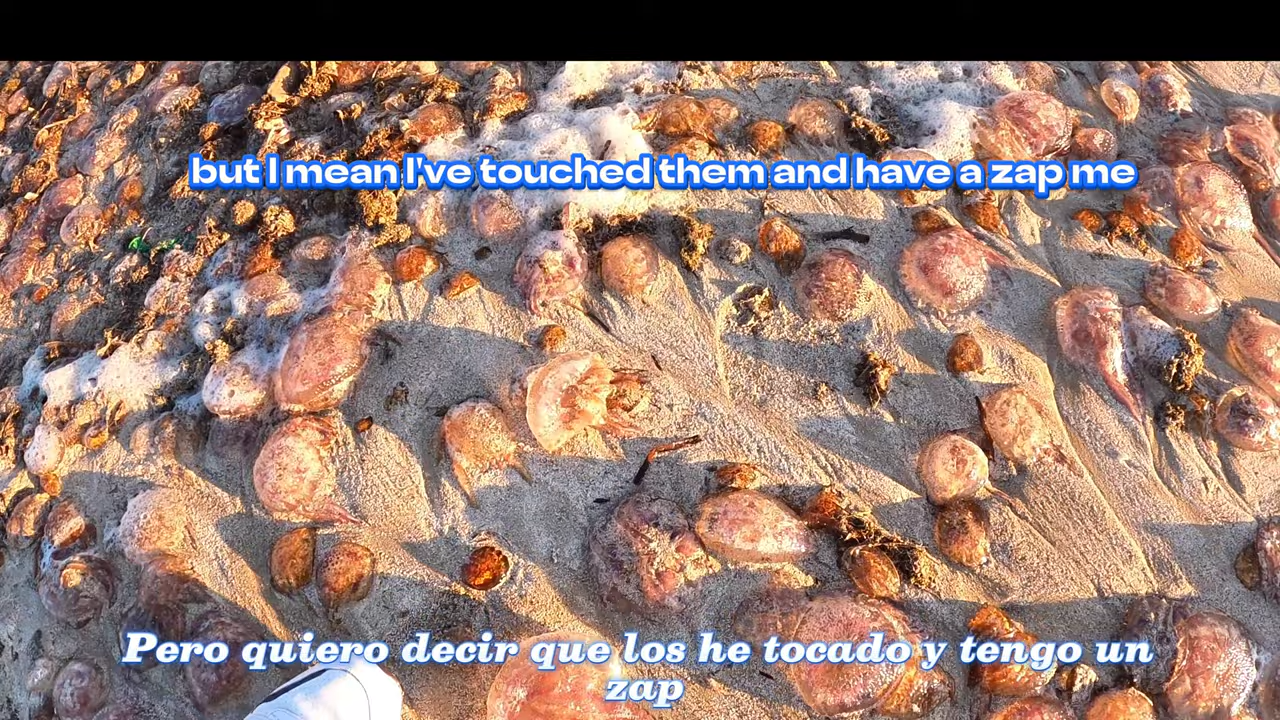 but I mean I've touched them and have a zap me
Pero quiero decir que los he tocado y tengo un
zap